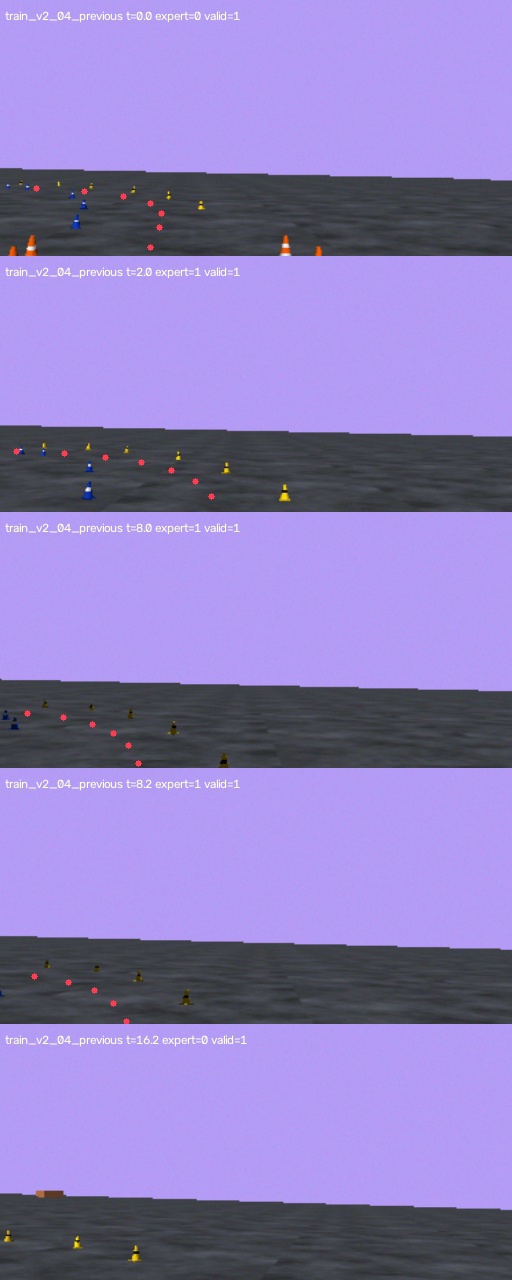 train_v2_04_previous t=0.0 expert=0 valid=1
train_v2_04_previous t=2.0 expert=1 valid=1
train_v2_04_previous t=8.0 expert=1 valid=1
train_v2_04_previous t=8.2 expert=1 valid=1
train_v2_04_previous t=16.2 expert=0 valid=1